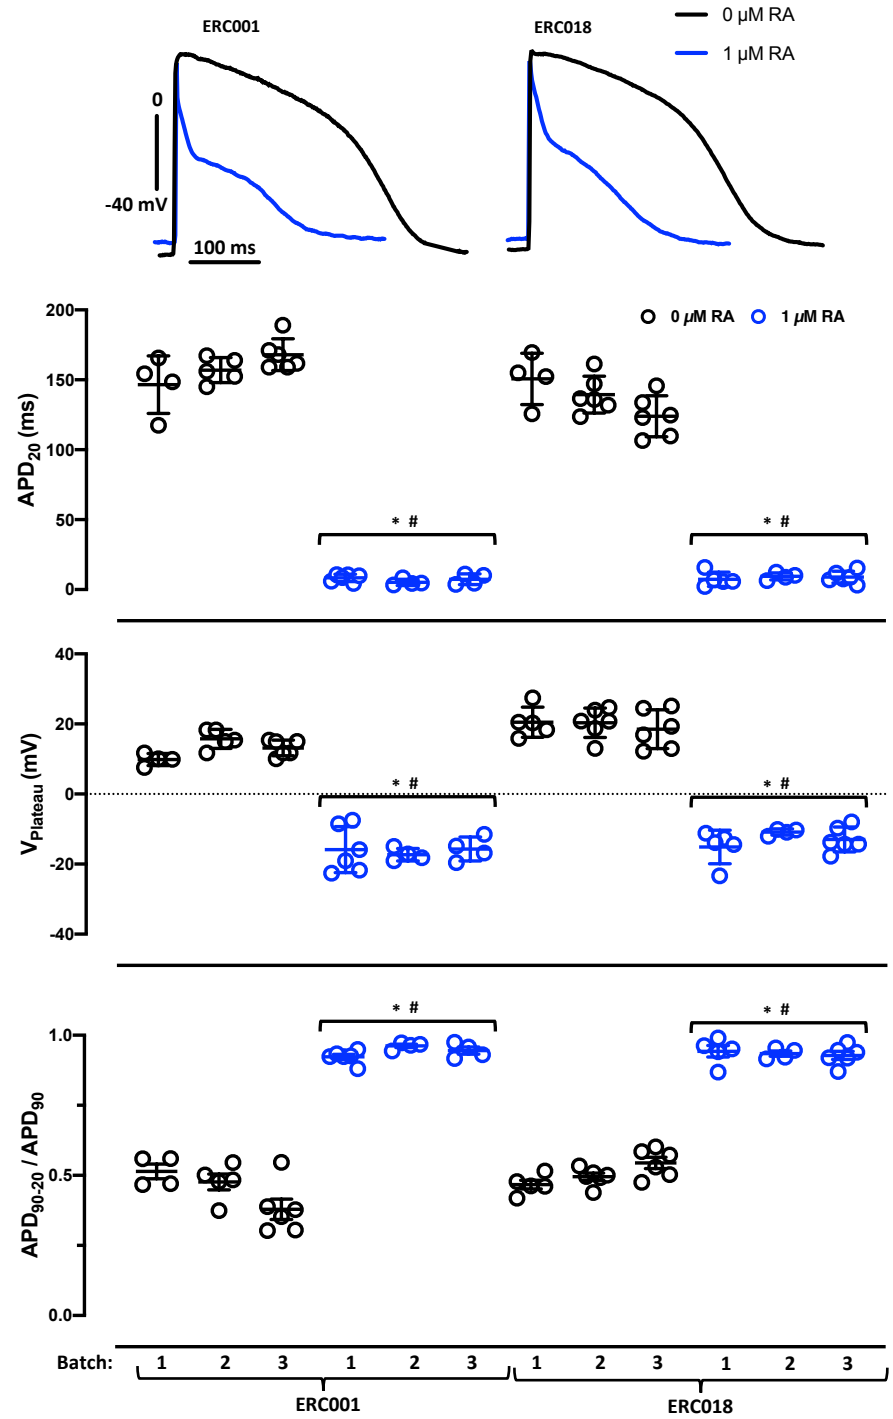 0 µM RA
ERC001 ERC018
1 µM RA
0
-40 mV
100 ms
200
0 µM RA 1 µM RA
150
100
50
0
APD20 (ms)
* # * #
40
20
0
-20
-40
VPlateau (mV)
* # * #
1.0
0.5
0.0
APD90-20 / APD90
* # * #
Batch: 1 2 3 1 2 3 1 2 3 1 2 3
ERC001 ERC018